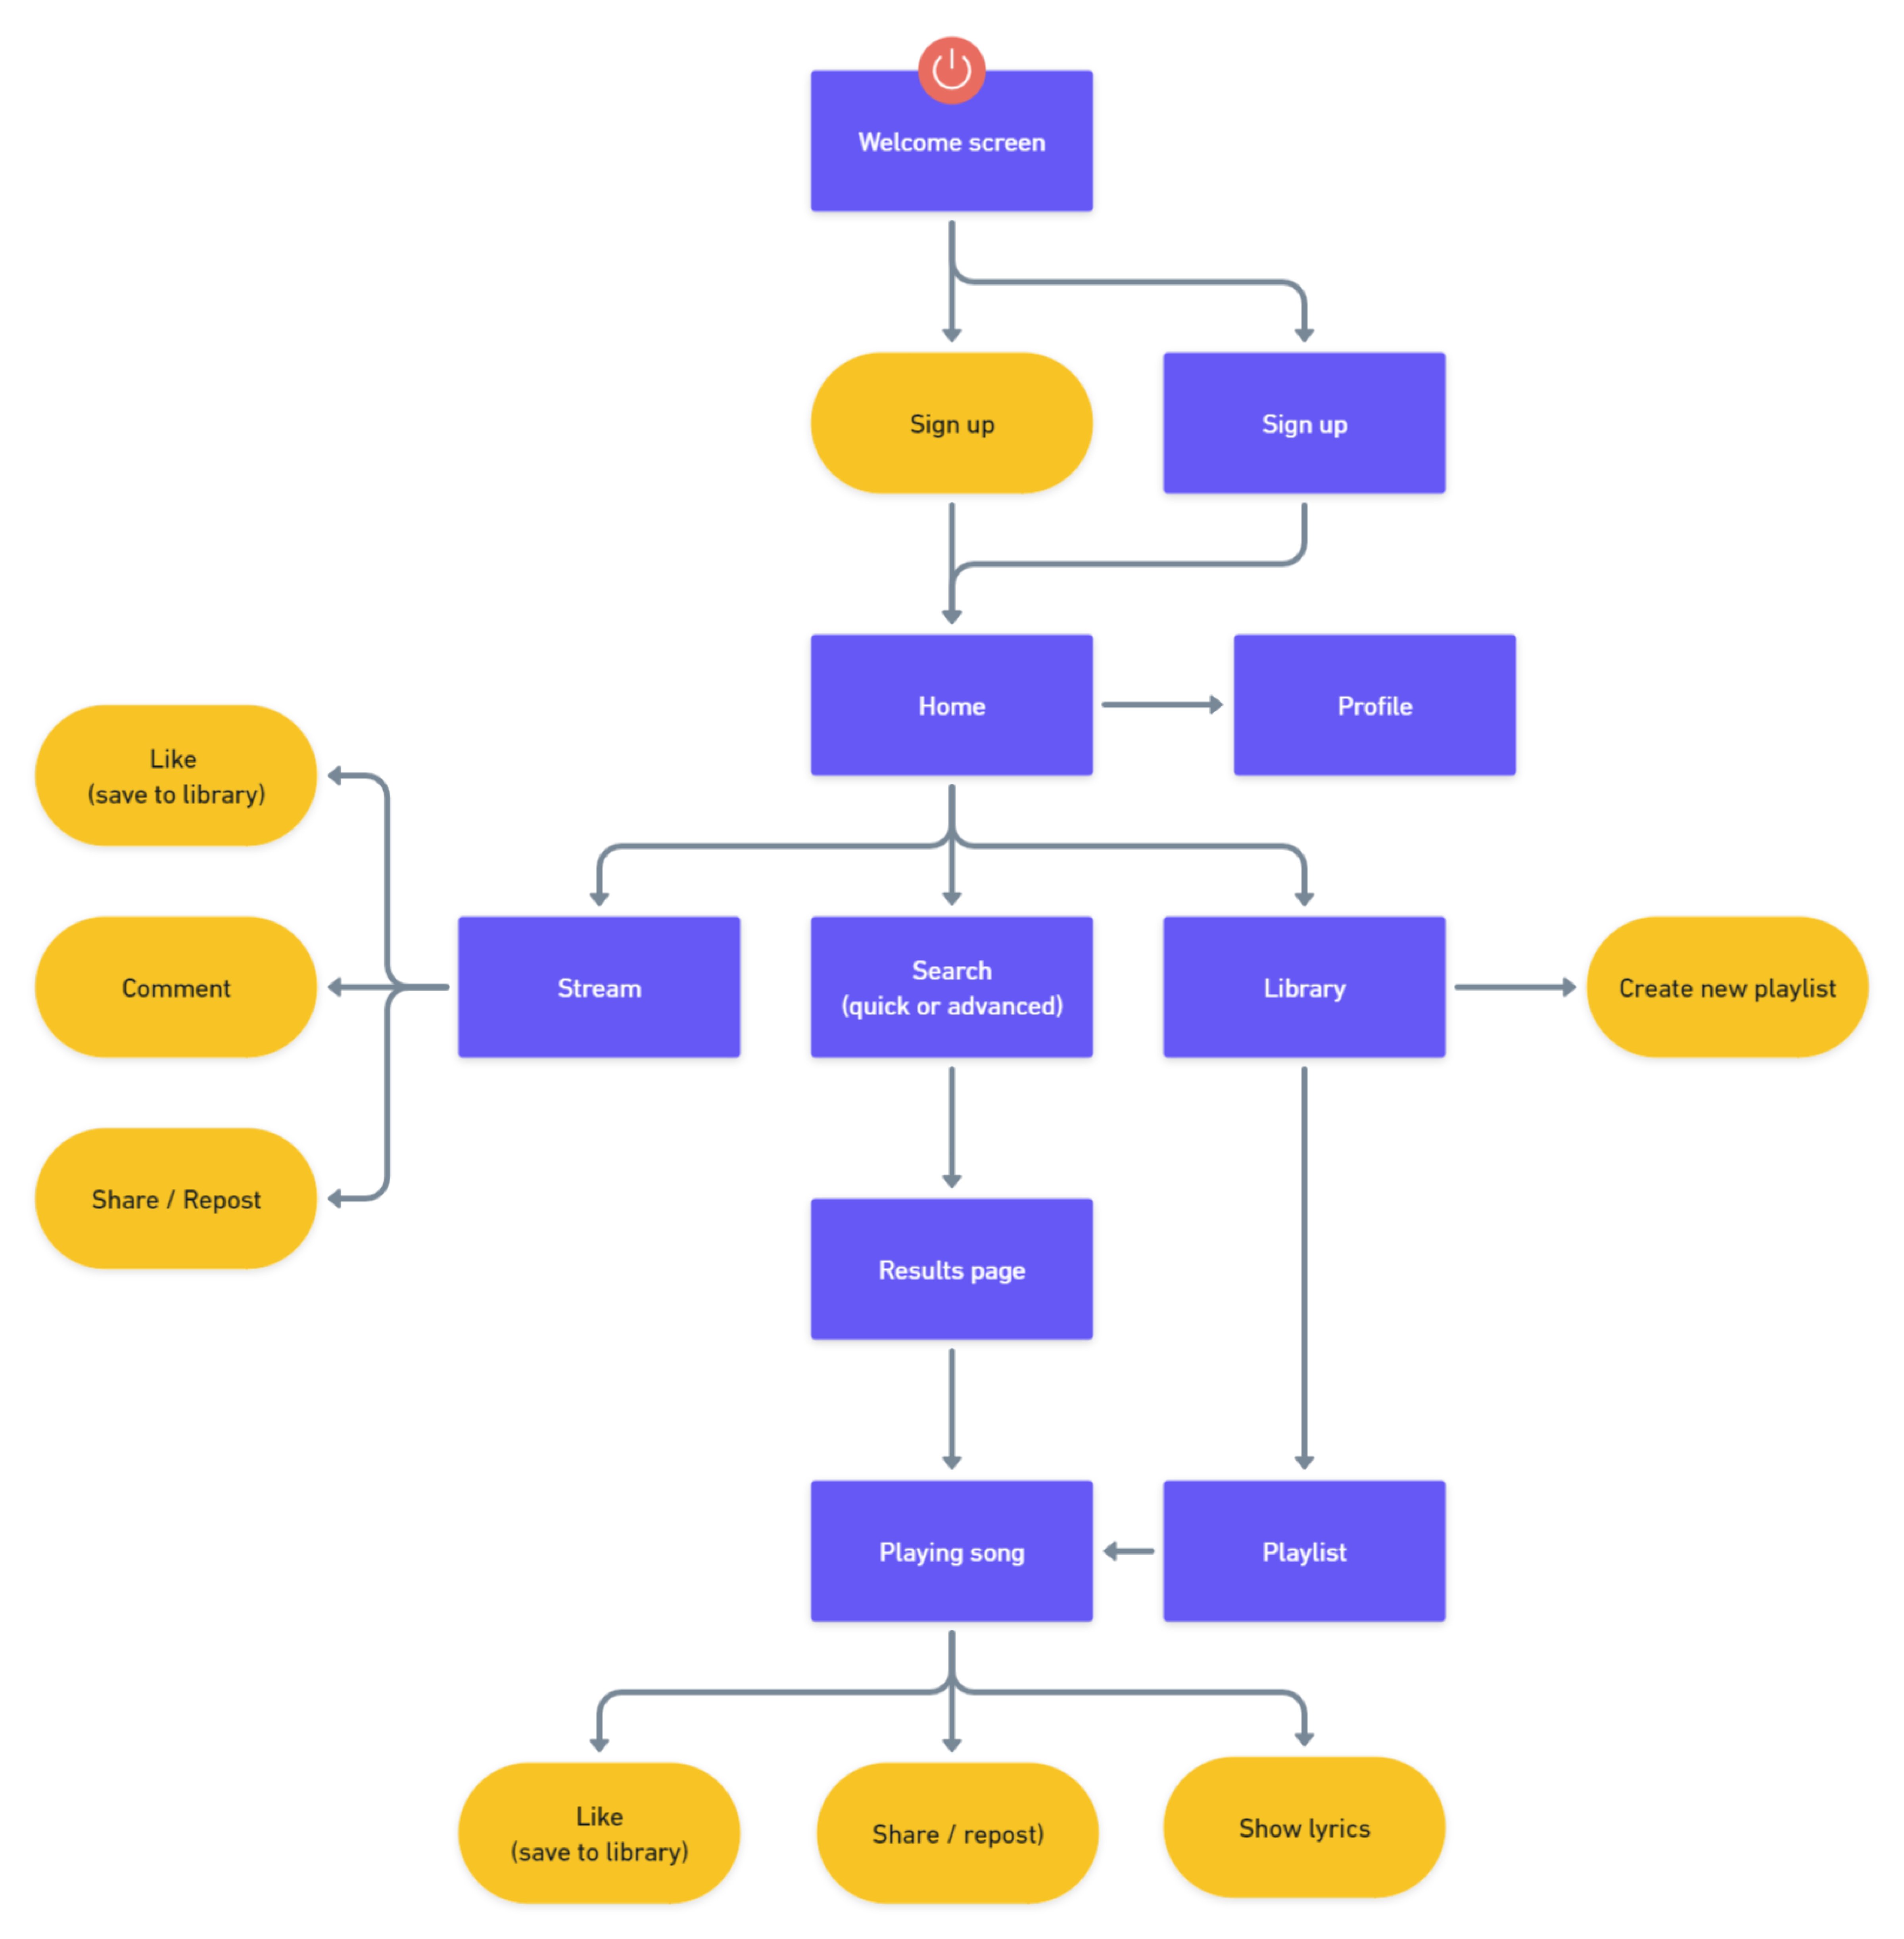 Welcome screen
Sign up
Sign up
Home
Profile
Like
(save to library)
Comment
Share / Repost
Stream
Search
(quick or advanced)
Library
Create new playlist
Results page
Playing song
Playlist
Like
(save to library)
Share / repost)
Show lyrics